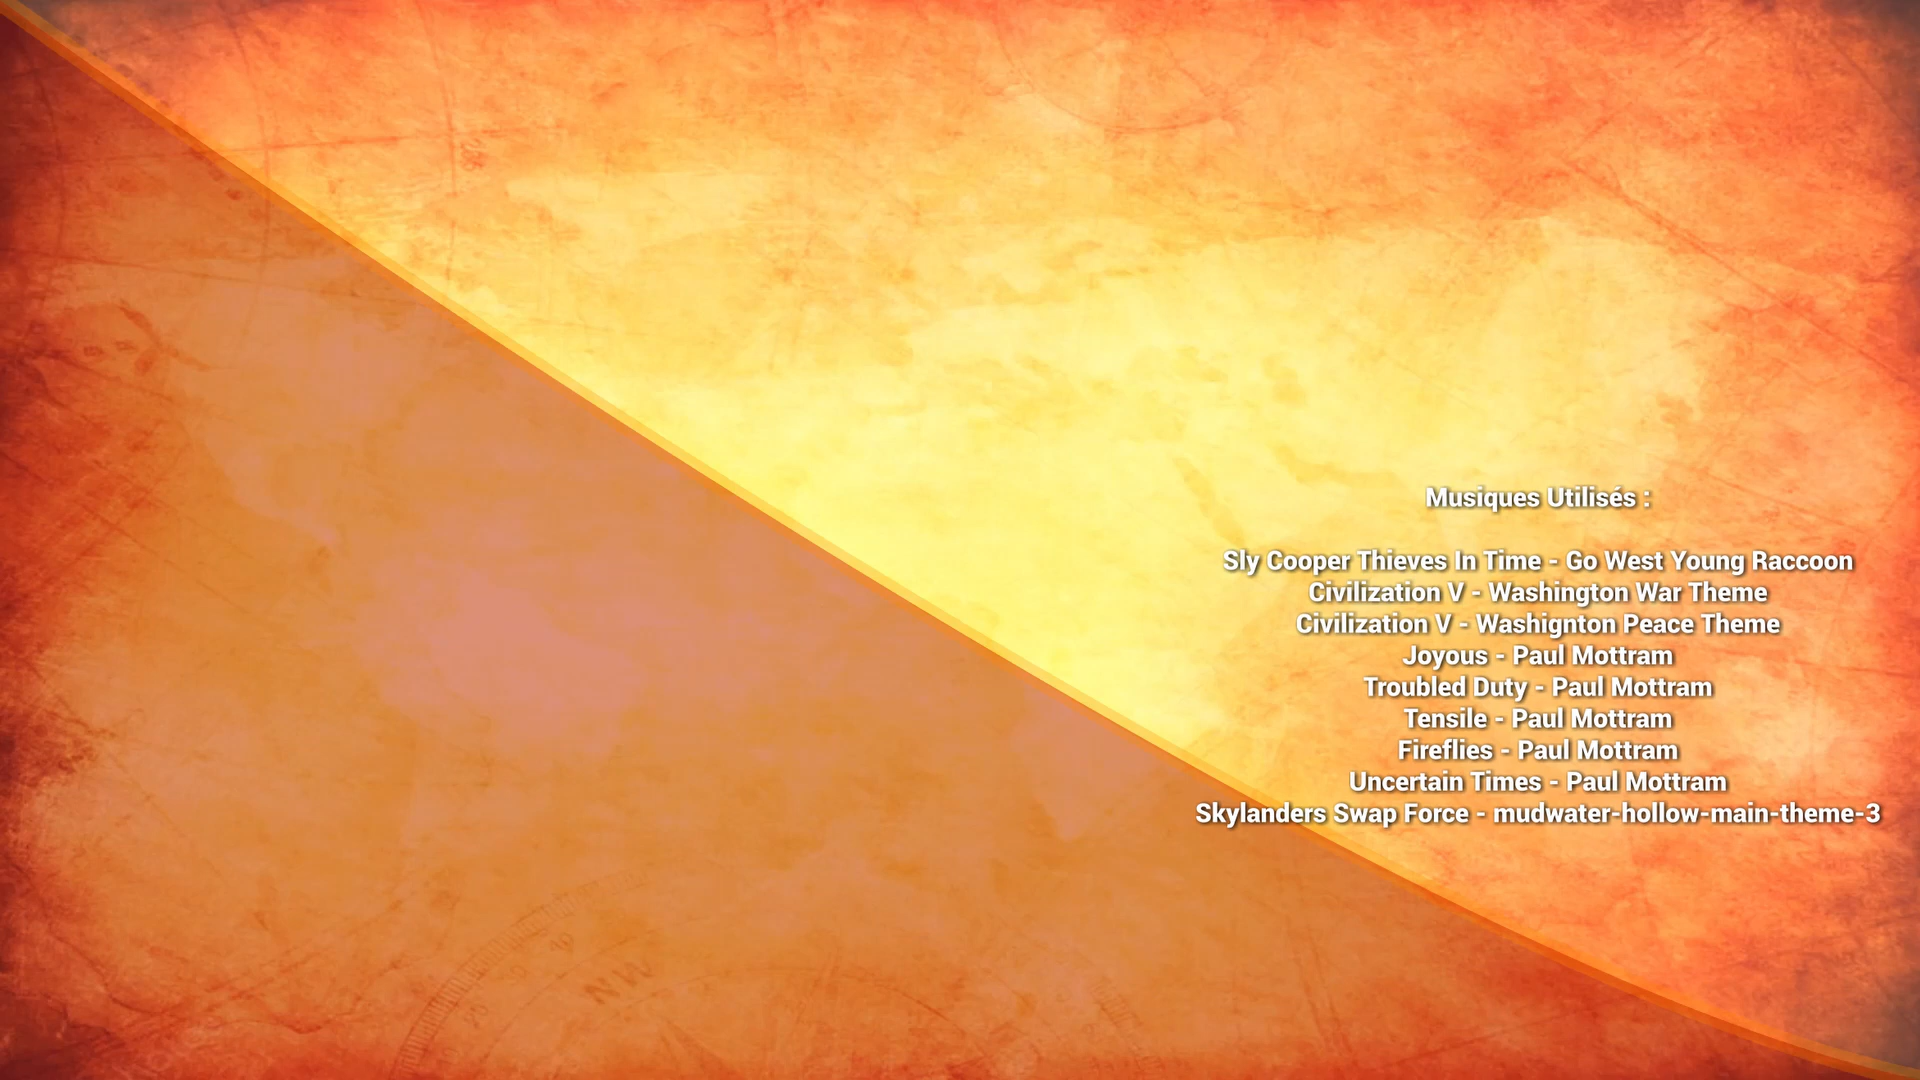 Musiques Utilisés :
Sly Cooper Thieves In Time - Go West Young Raccoon
Civilization V - Washington War Theme
Civilization V - Washignton Peace Theme
Joyous - Paul Mottram
Troubled Duty - Paul Mottram
Tensile - Paul Mottram
Fireflies - Paul Mottram
Uncertain Times - Paul Mottram
Skylanders Swap Force - mudwater-hollow-main-theme-3
NW